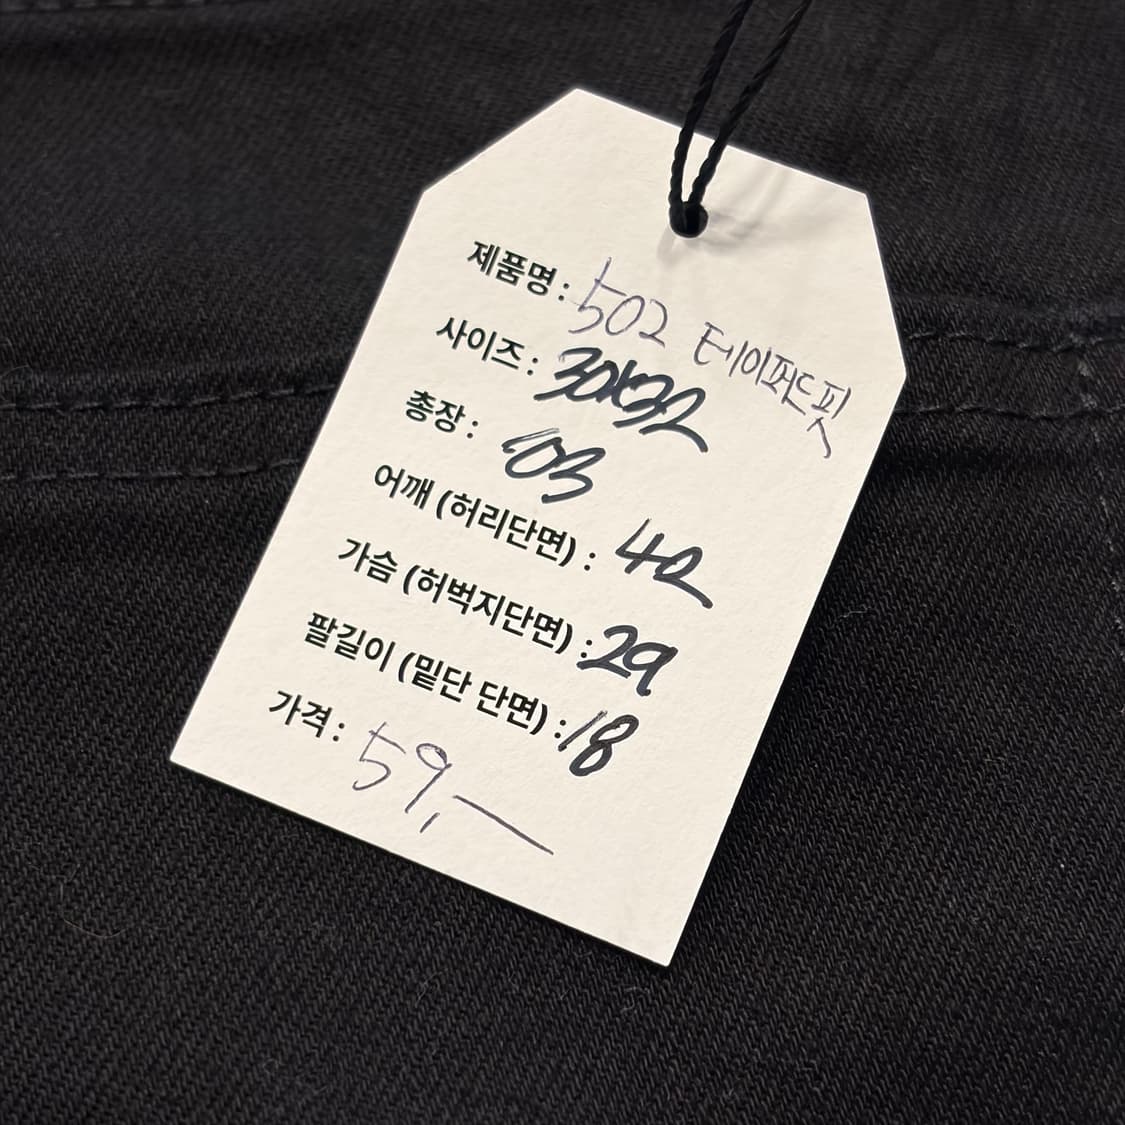 제품명 : 502 테이퍼드핏
사이즈 : 30x32
총장 : 103
어깨 (허리단면) : 42
가슴 (허벅지단면) : 29
팔길이 (밑단 단면) : 18
가격 : 59,—